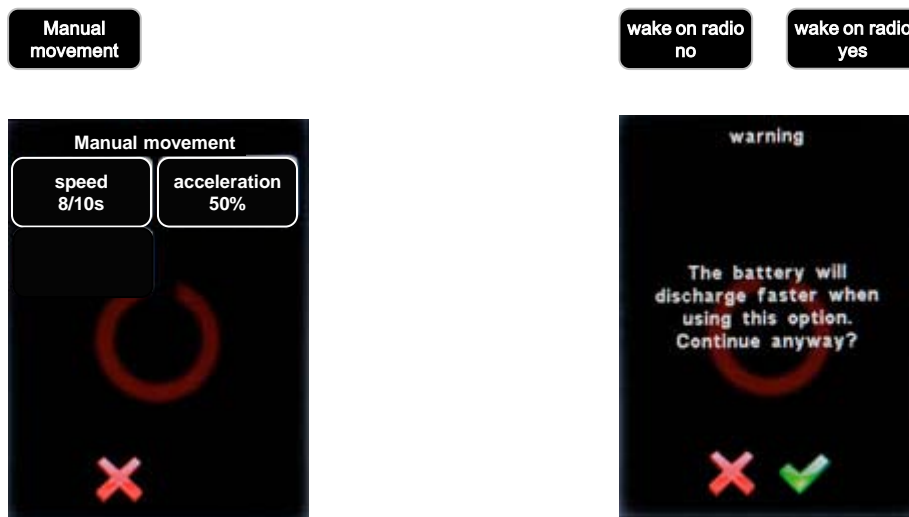 Manual
movement
wake on radio
no
wake on radio
yes
Manual movement
speed
8/10s
acceleration
50%
warning
The battery will
discharge faster when
using this option.
Continue anyway?